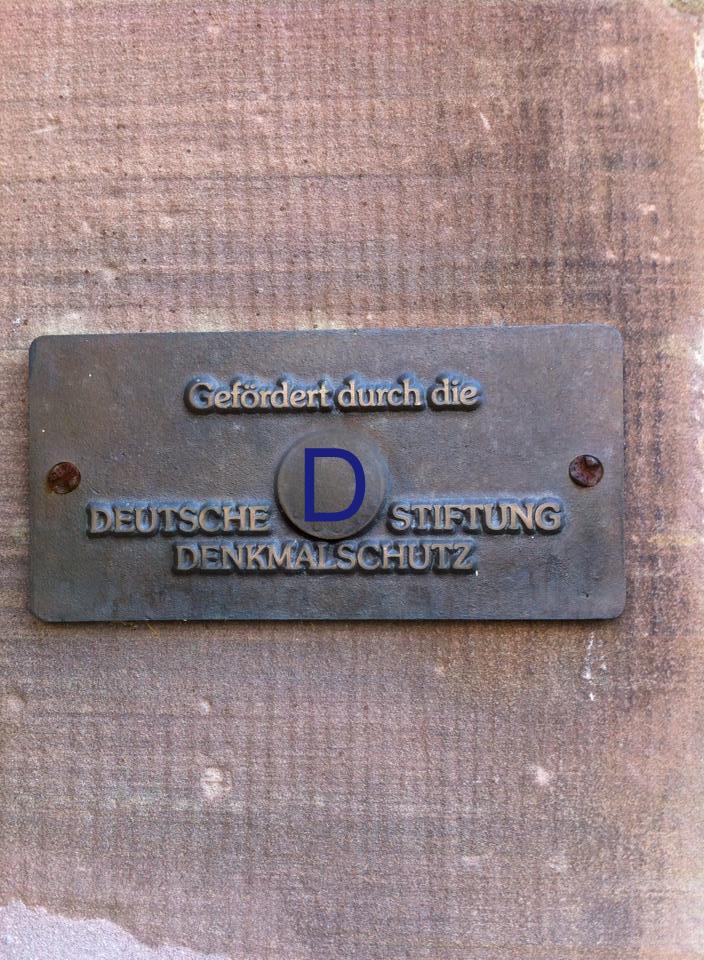 Gefördert durch die
D
DEUTSCHE STIFTUNG
DENKMALSCHUTZ